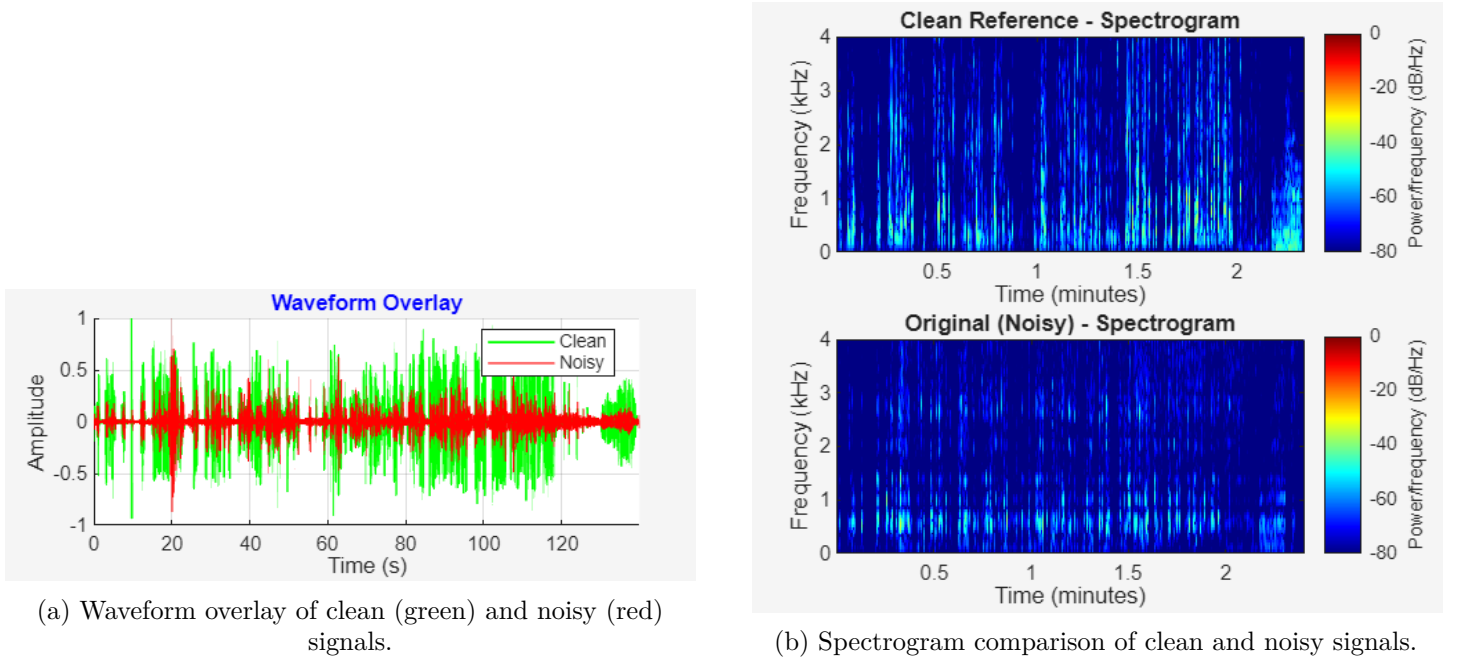 Waveform Overlay
1
0.5
0
-0.5
-1
Amplitude
Clean
Noisy
0 20 40 60 80 100 120
Time (s)
(a) Waveform overlay of clean (green) and noisy (red)
signals.
Clean Reference - Spectrogram
4
3
2
1
0
Frequency (kHz)
0.5 1 1.5 2
Time (minutes)
0
-20
-40
-60
-80
Power/frequency (dB/Hz)
Original (Noisy) - Spectrogram
4
3
2
1
0
Frequency (kHz)
0.5 1 1.5 2
Time (minutes)
0
-20
-40
-60
-80
Power/frequency (dB/Hz)
(b) Spectrogram comparison of clean and noisy signals.